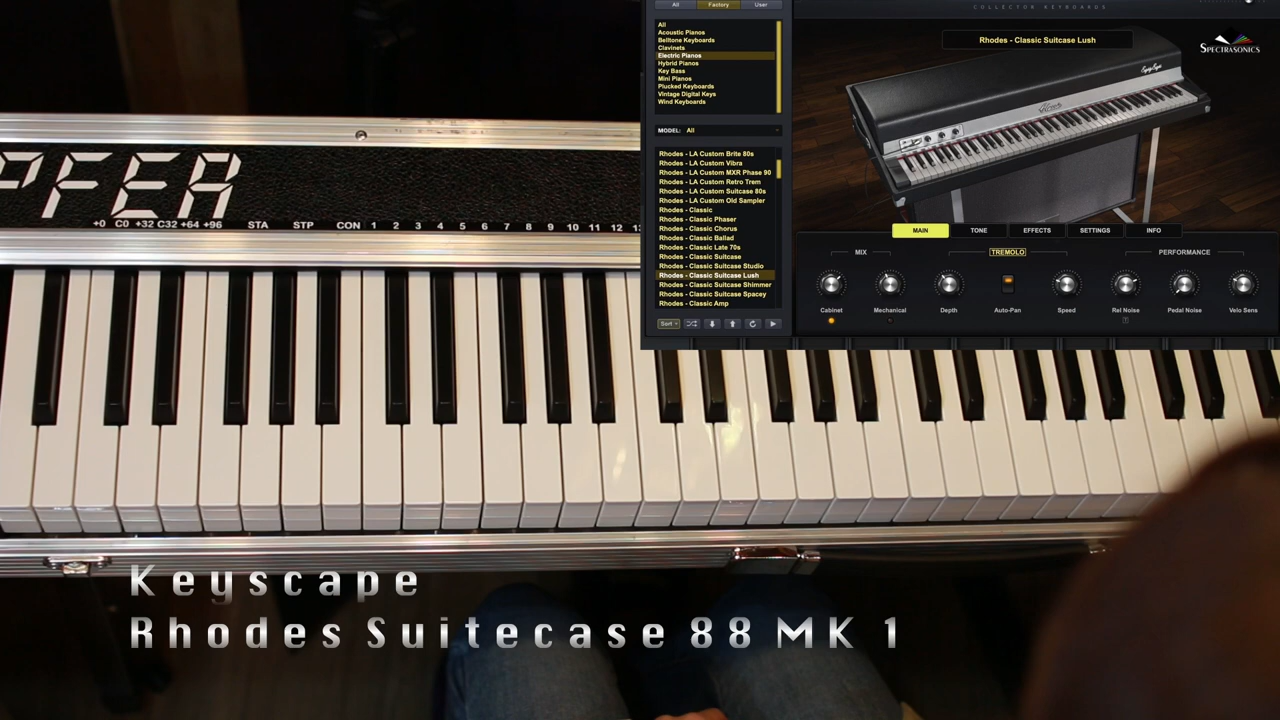 All Factory User
COLLECTOR KEYBOARDS
All
Acoustic Pianos
Belltone Keyboards
Clavinets
Electric Pianos
Hybrid Pianos
Key Bass
Mini Pianos
Plucked Keyboards
Vintage Digital Keys
Wind Keyboards
MODEL: All
Rhodes - LA Custom Brite 80s
Rhodes - LA Custom Vibra
Rhodes - LA Custom MXR Phase 90
Rhodes - LA Custom Retro Trem
Rhodes - LA Custom Suitcase 80s
Rhodes - LA Custom Old Sampler
Rhodes - Classic
Rhodes - Classic Phaser
Rhodes - Classic Chorus
Rhodes - Classic Ballad
Rhodes - Classic Late 70s
Rhodes - Classic Suitcase
Rhodes - Classic Suitcase Studio
Rhodes - Classic Suitcase Lush
Rhodes - Classic Suitcase Shimmer
Rhodes - Classic Suitcase Spacey
Rhodes - Classic Amp
Sort
Rhodes - Classic Suitcase Lush
SPECTRASONICS
MAIN TONE EFFECTS SETTINGS INFO
MIX TREMOLO PERFORMANCE
Cabinet Mechanical Depth Auto-Pan Speed Rel Noise Pedal Noise Velo Sens
PFER
+0 C0 +32 C32 +64 +96 STA STP CON 1 2 3 4 5 6 7 8 9 10 11 12
Keyscape
Rhodes Suitecase 88 MK 1